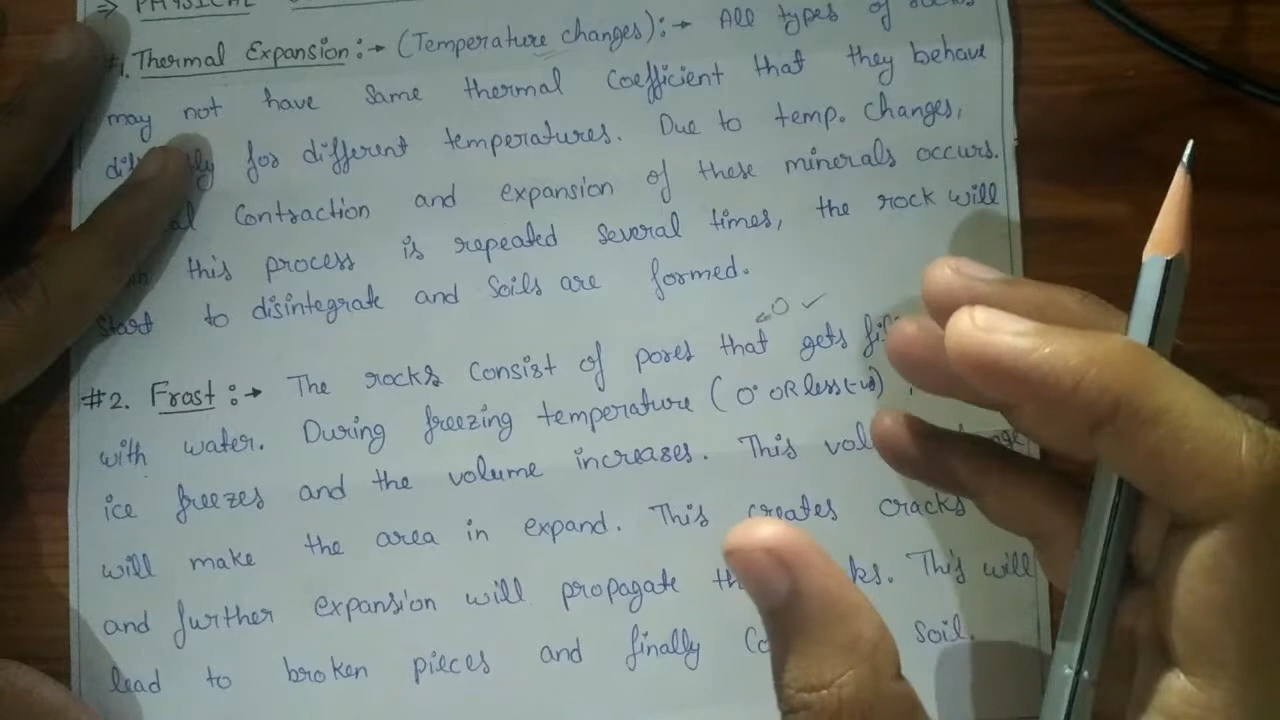 ⇒ PHYSICAL
#1. Thermal Expansion :→ (Temperature changes):→ All types of rocks
may not have same thermal coefficient that they behave
for different temperatures. Due to temp. changes,
contraction and expansion of these minerals occurs.
this process is repeated several times, the rock will
start to disintegrate and soils are formed.
<0 ✓
#2. Frost :→ The rocks consist of pores that gets
with water. During freezing temperature (0° OR less(-ve)
ice freezes and the volume increases. This
will make the area in expand. This creates cracks
and further expansion will propagate. This will
lead to broken pieces and finally soil.